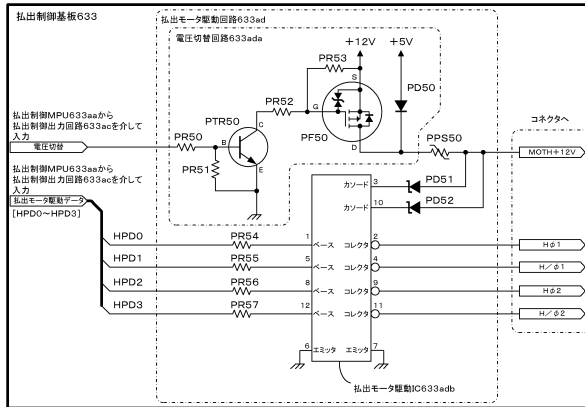 払出制御基板633
払出モータ駆動回路633ad
電圧切替回路633ada
+12V
+5V
PR53
S
PD50
コネクタへ
払出制御MPU633aaから
払出制御出力回路633acを介して
入力
電圧切替
PR50
PTR50
C
B
E
PR51
PR52
G
PF50
D
PPS50
MOTH+12V
払出制御MPU633aaから
払出制御出力回路633acを介して
入力
払出モータ駆動データ
[HPD0~HPD3]
カソード 3
PD51
カソード 10
PD52
HPD0
PR54
1 ベース
コレクタ 2
Hφ1
HPD1
PR55
5 ベース
コレクタ 4
H/φ1
HPD2
PR56
8 ベース
コレクタ 9
Hφ2
HPD3
PR57
12 ベース
コレクタ 11
H/φ2
6 エミッタ
エミッタ 7
払出モータ駆動IC633adb